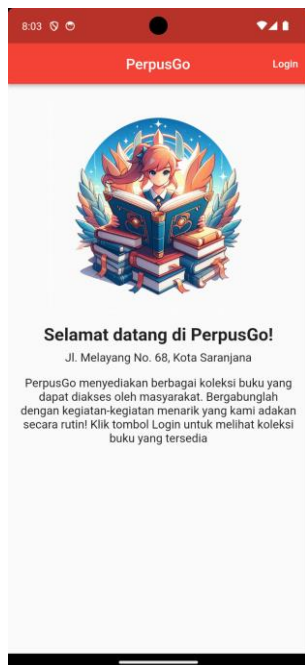 8:03
PerpusGo
Login
Selamat datang di PerpusGo!
Jl. Melayang No. 68, Kota Saranjana
PerpusGo menyediakan berbagai koleksi buku yang
dapat diakses oleh masyarakat. Bergabunglah
dengan kegiatan-kegiatan menarik yang kami adakan
secara rutin! Klik tombol Login untuk melihat koleksi
buku yang tersedia